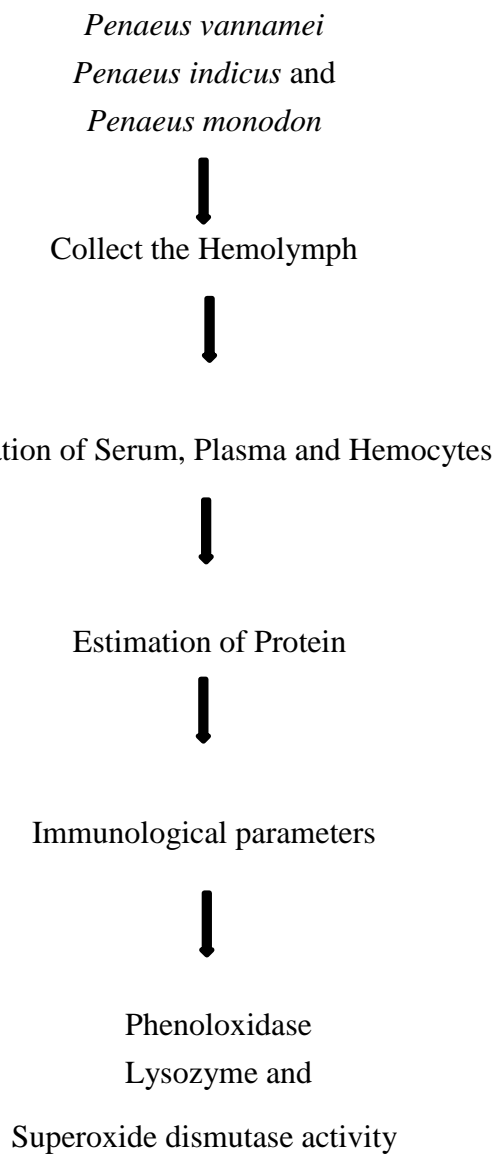 Penaeus vannamei
Penaeus indicus and
Penaeus monodon
Collect the Hemolymph
ation of Serum, Plasma and Hemocytes
Estimation of Protein
Immunological parameters
Phenoloxidase
Lysozyme and
Superoxide dismutase activity